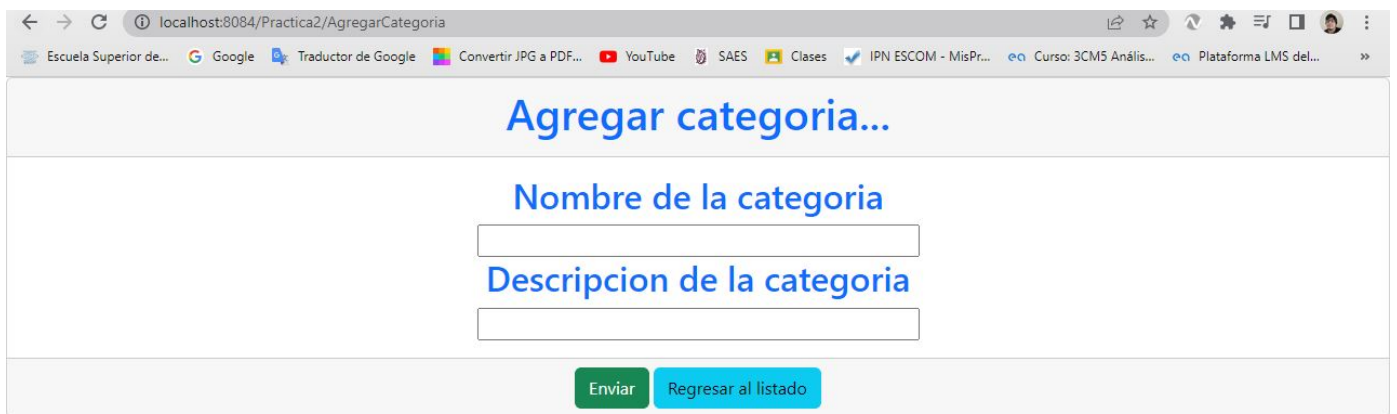 localhost:8084/Practica2/AgregarCategoria
Escuela Superior de... Google Traductor de Google Convertir JPG a PDF... YouTube SAES Clases IPN ESCOM - MisPr... Curso: 3CM5 Anális... Plataforma LMS del... »
Agregar categoria...
Nombre de la categoria
Descripcion de la categoria
Enviar Regresar al listado